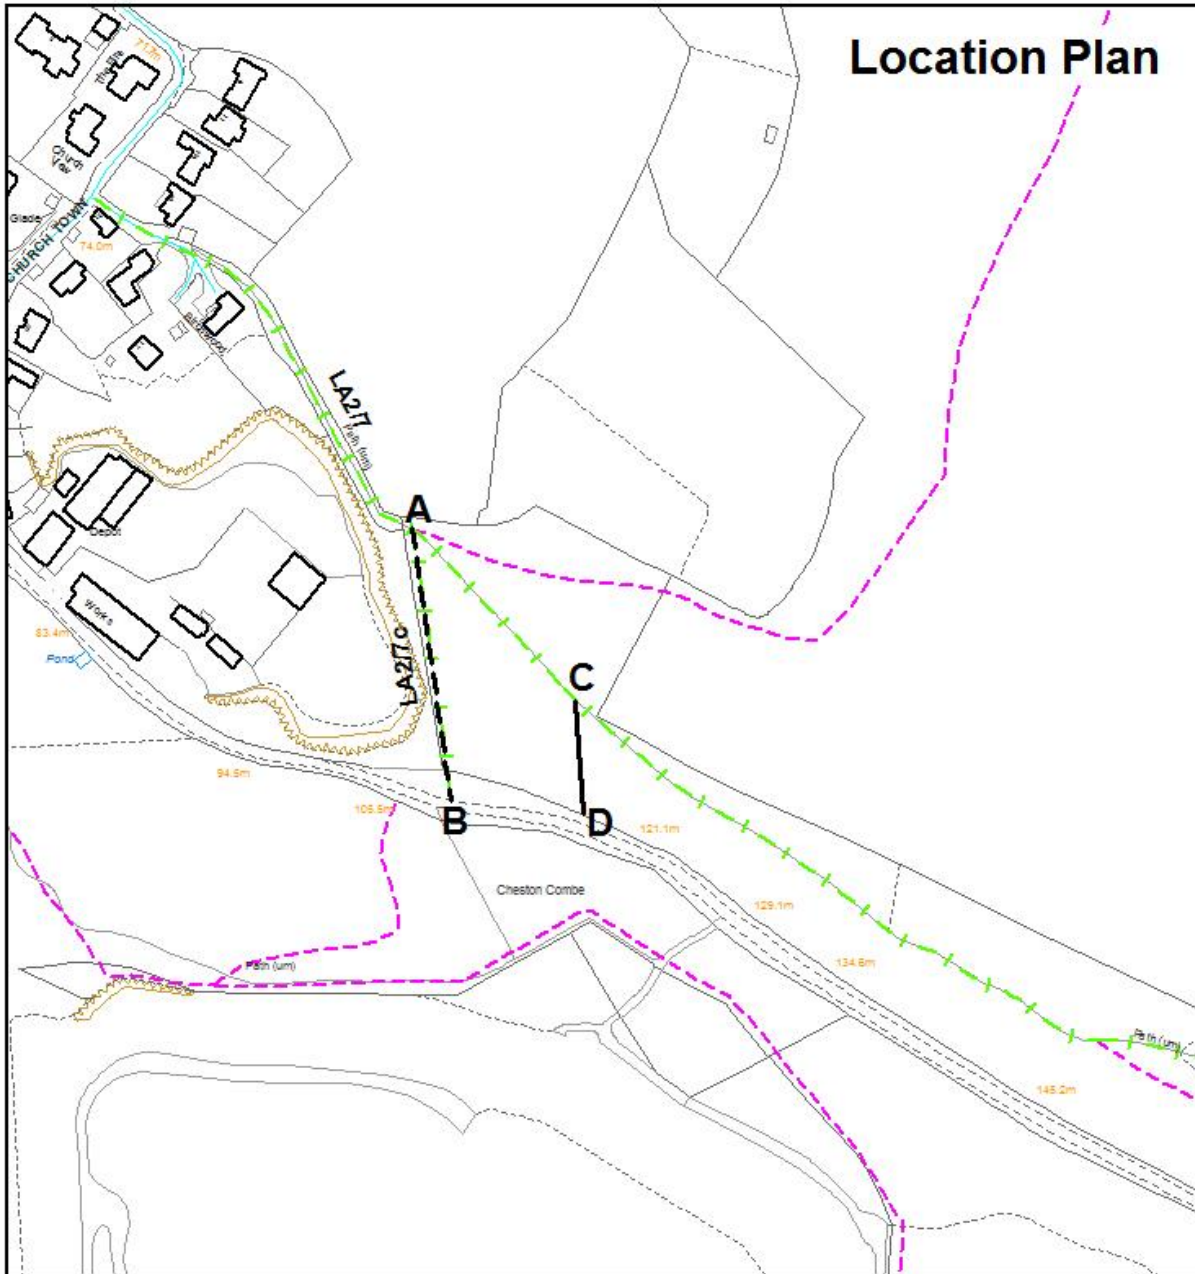 Location Plan
71.7m
Church
View
Glade
CHURCH TOWN
74.0m
LA2/7
Path (um)
A
Depot
Works
83.4m
Pond
LA2/7c
C
94.5m
105.5m
B
D
121.1m
Cheston Combe
129.1m
134.6m
Path (um)
Path (um)
145.2m